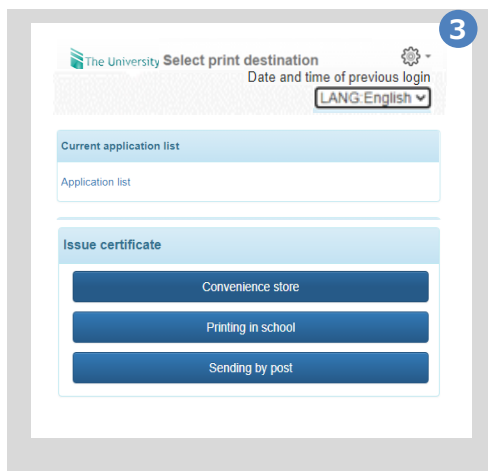 3
The University Select print destination
Date and time of previous login
LANG:English
Current application list
Application list
Issue certificate
Convenience store
Printing in school
Sending by post